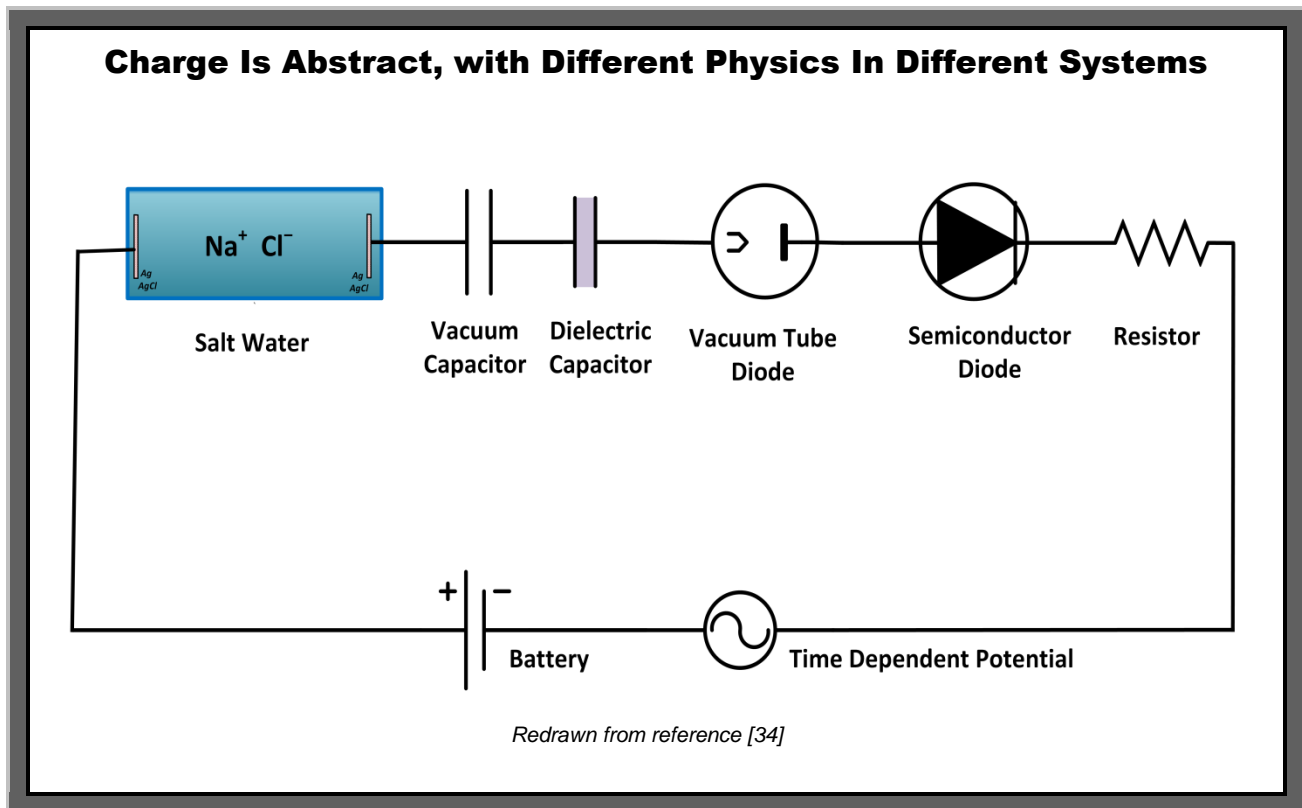 Charge Is Abstract, with Different Physics In Different Systems
Na⁺ Cl⁻
Ag
AgCl
Ag
AgCl
Salt Water
Vacuum
Capacitor
Dielectric
Capacitor
Vacuum Tube
Diode
Semiconductor
Diode
Resistor
+ −
Battery
Time Dependent Potential
Redrawn from reference [34]